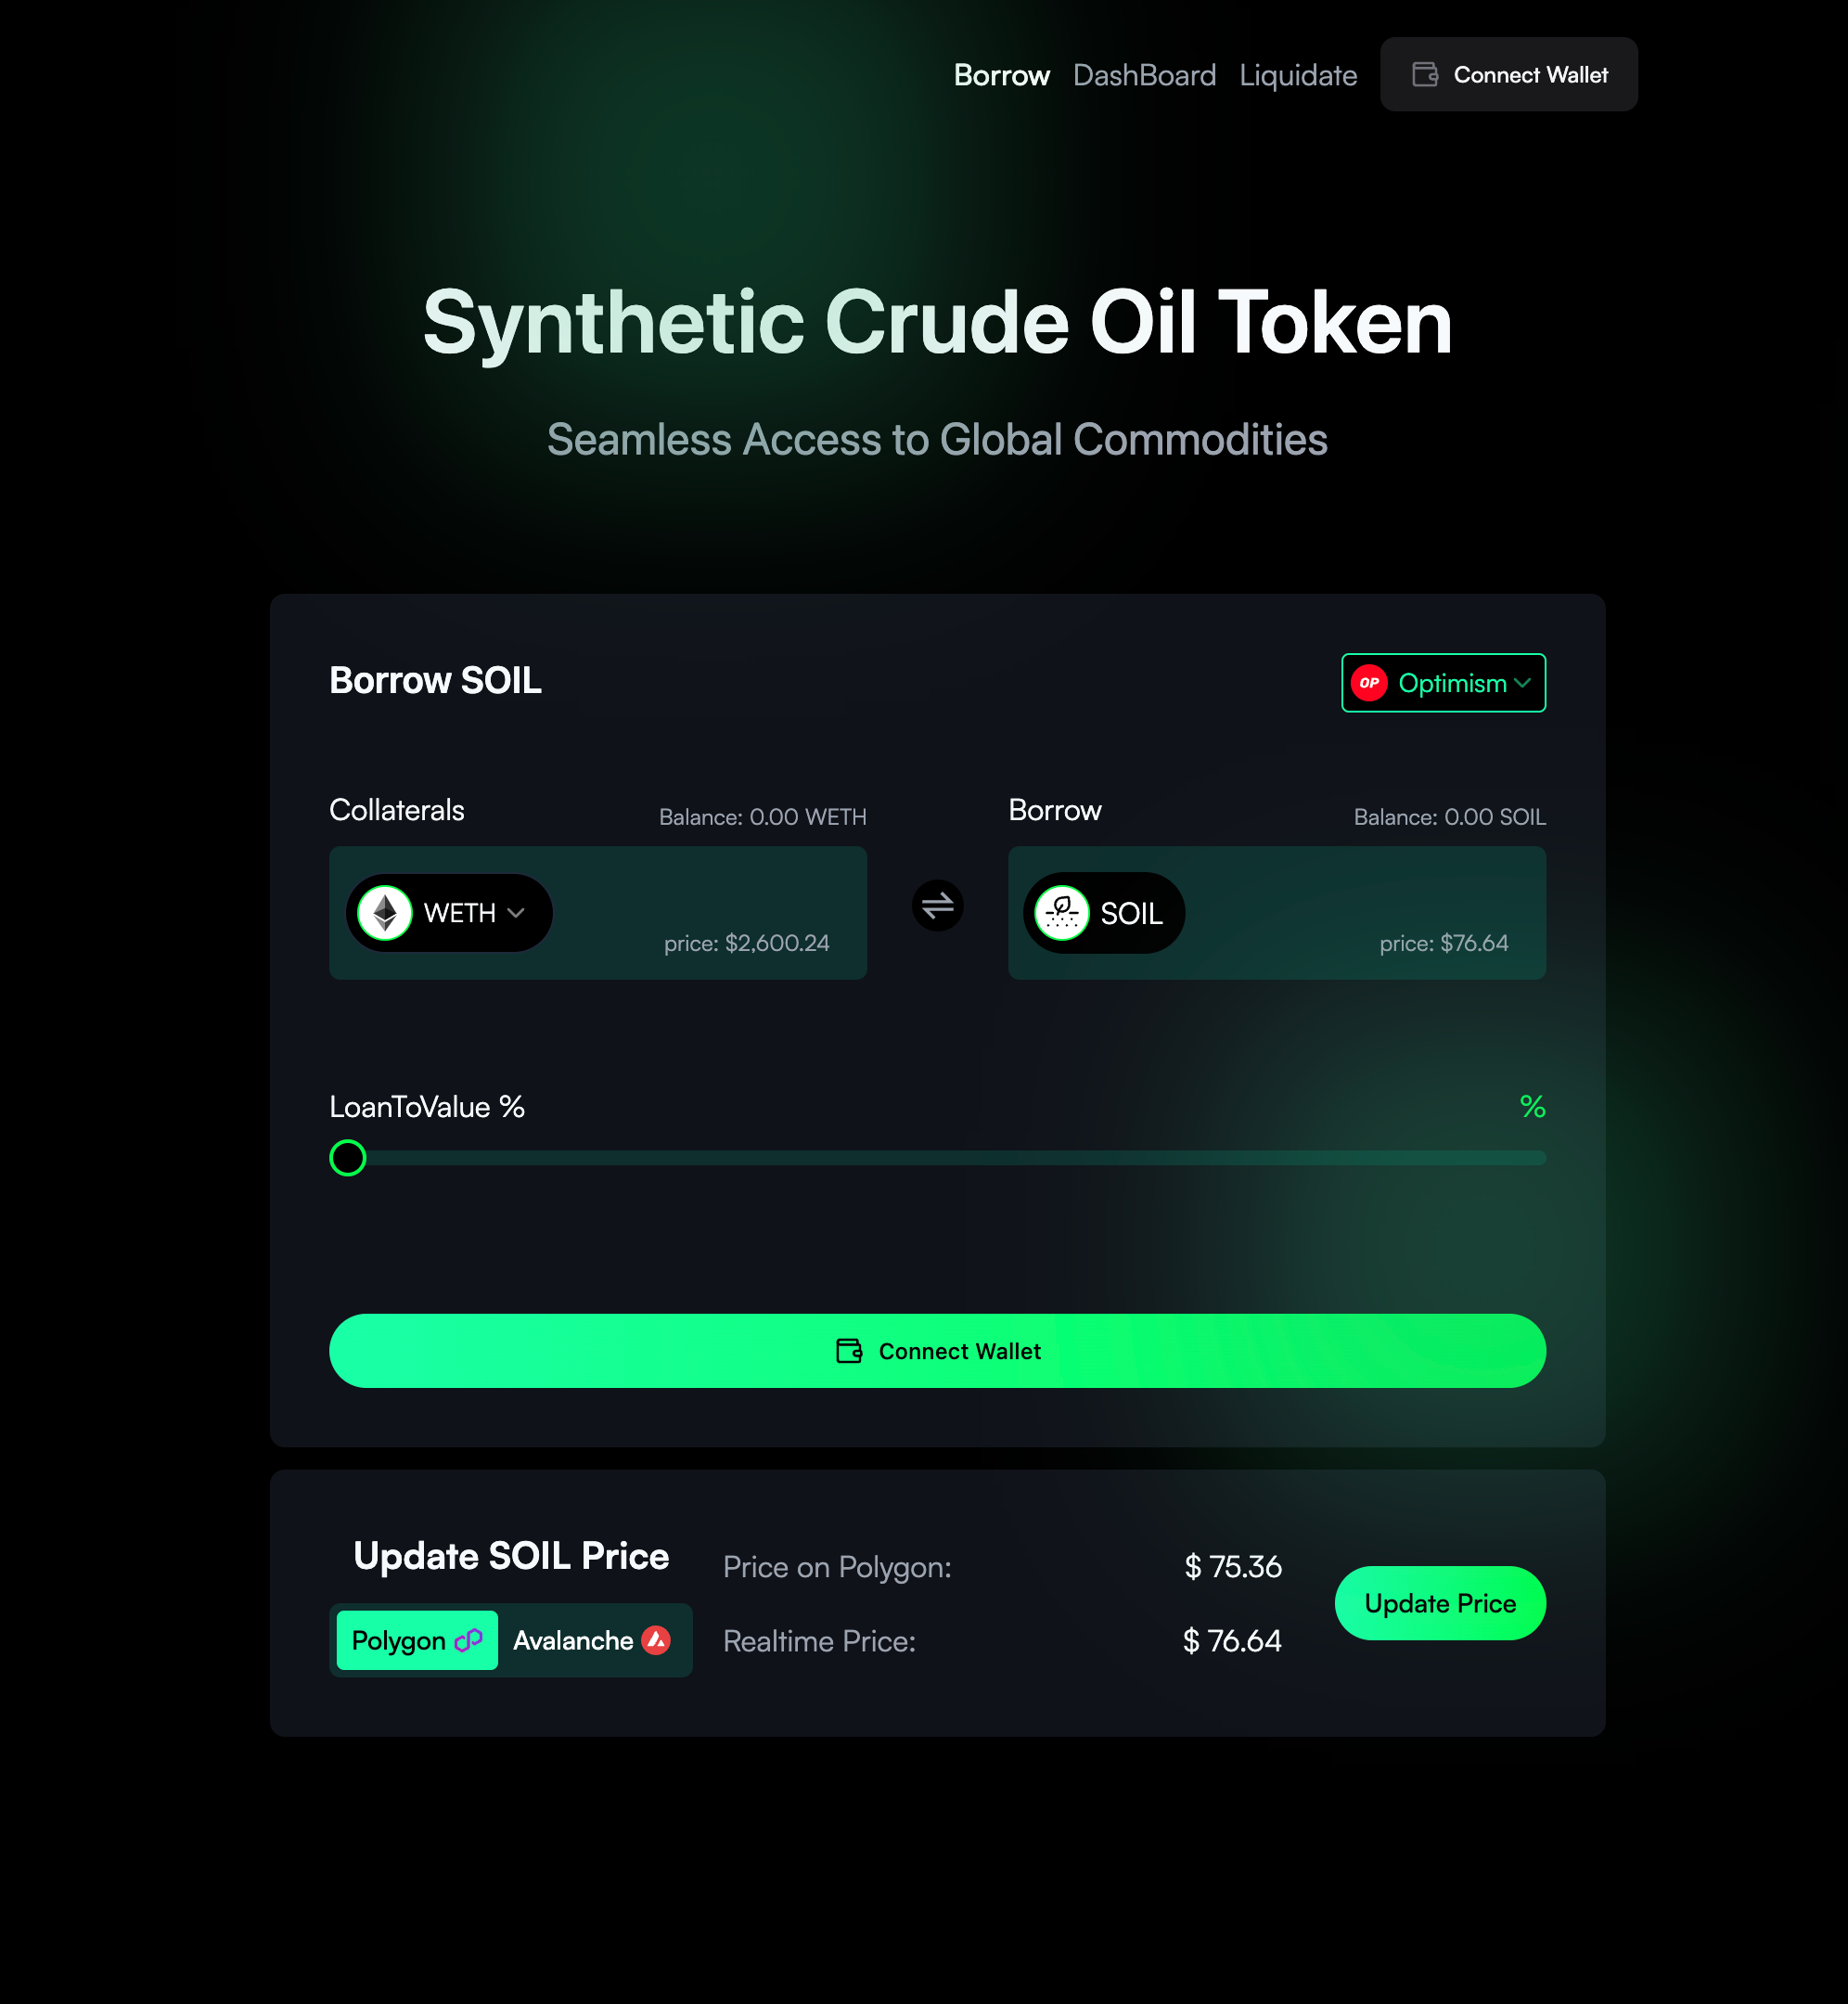 Borrow DashBoard Liquidate Connect Wallet
Synthetic Crude Oil Token
Seamless Access to Global Commodities
Borrow SOIL
OP Optimism
Collaterals Balance: 0.00 WETH
WETH
price: $2,600.24
Borrow Balance: 0.00 SOIL
SOIL
price: $76.64
LoanToValue % %
Connect Wallet
Update SOIL Price
Polygon Avalanche
Price on Polygon: $ 75.36
Realtime Price: $ 76.64
Update Price